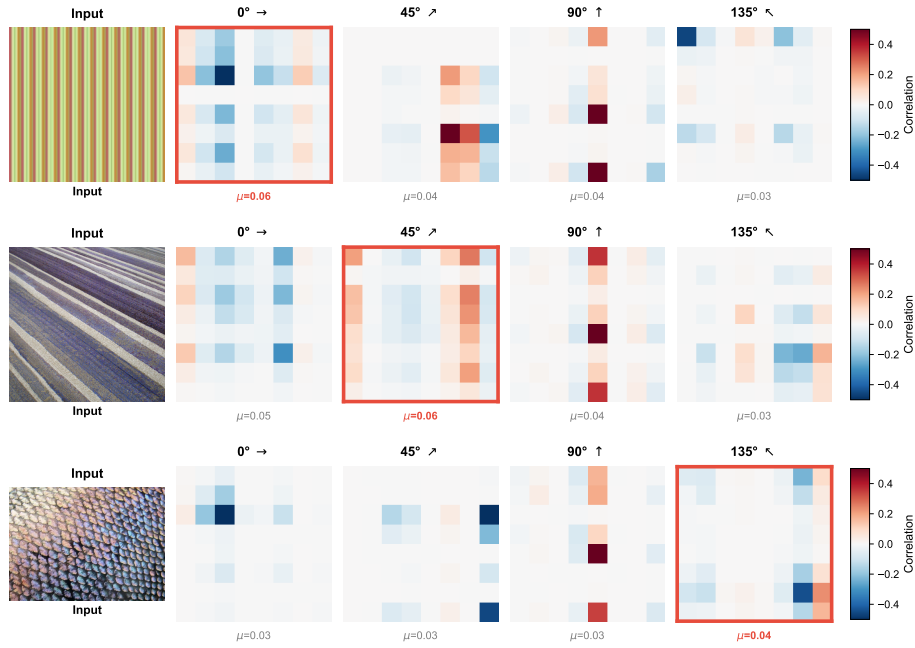 Input 0° → 45° ↗ 90° ↑ 135° ↖
0.4
0.2
0.0
−0.2
−0.4
Correlation
Input μ=0.06 μ=0.04 μ=0.04 μ=0.03
Input 0° → 45° ↗ 90° ↑ 135° ↖
0.4
0.2
0.0
−0.2
−0.4
Correlation
Input μ=0.05 μ=0.06 μ=0.04 μ=0.03
Input 0° → 45° ↗ 90° ↑ 135° ↖
0.4
0.2
0.0
−0.2
−0.4
Correlation
Input μ=0.03 μ=0.03 μ=0.03 μ=0.04